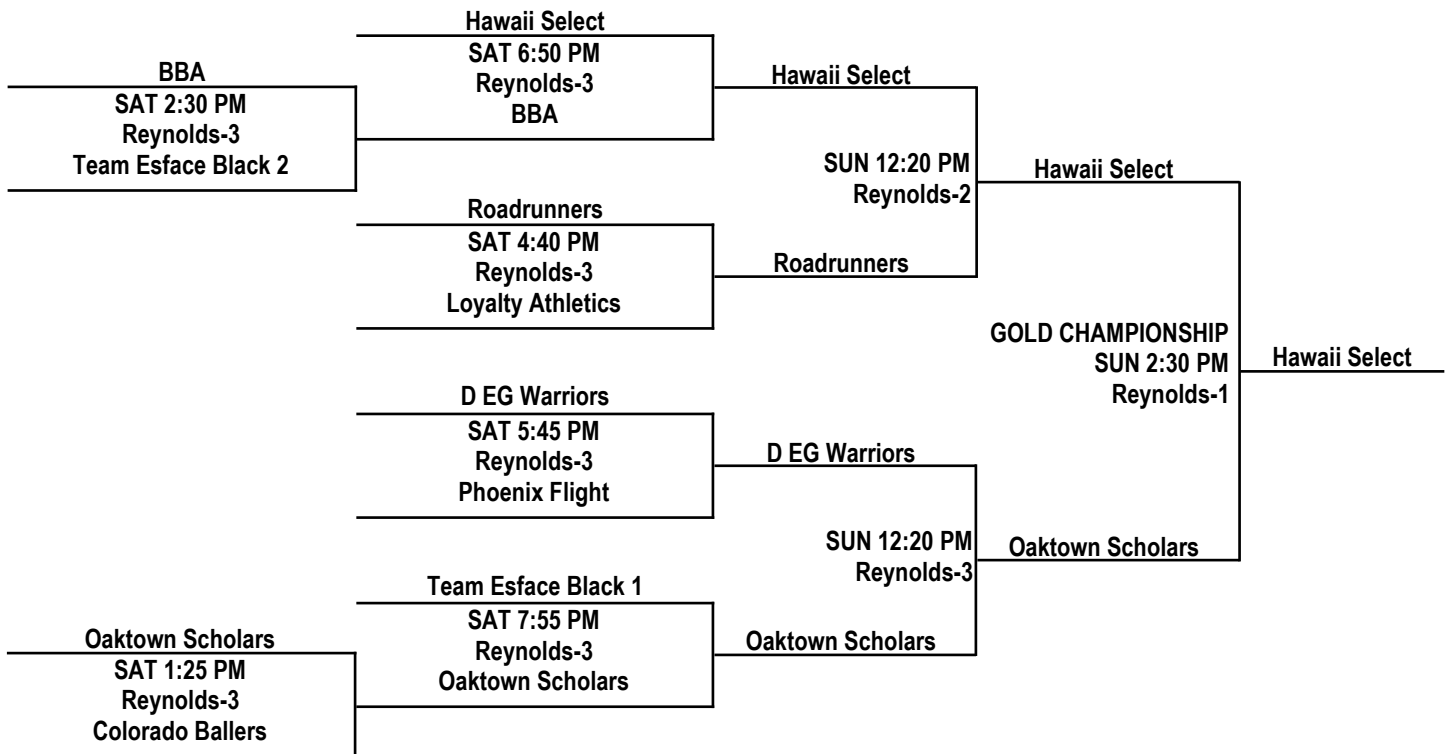 BBA
SAT 2:30 PM
Reynolds-3
Team Esface Black 2
Oaktown Scholars
SAT 1:25 PM
Reynolds-3
Colorado Ballers
Hawaii Select
SAT 6:50 PM
Reynolds-3
BBA
Roadrunners
SAT 4:40 PM
Reynolds-3
Loyalty Athletics
D EG Warriors
SAT 5:45 PM
Reynolds-3
Phoenix Flight
Team Esface Black 1
SAT 7:55 PM
Reynolds-3
Oaktown Scholars
Hawaii Select
SUN 12:20 PM
Reynolds-2
Roadrunners
D EG Warriors
SUN 12:20 PM
Reynolds-3
Oaktown Scholars
Hawaii Select
GOLD CHAMPIONSHIP
SUN 2:30 PM
Reynolds-1
Oaktown Scholars
Hawaii Select